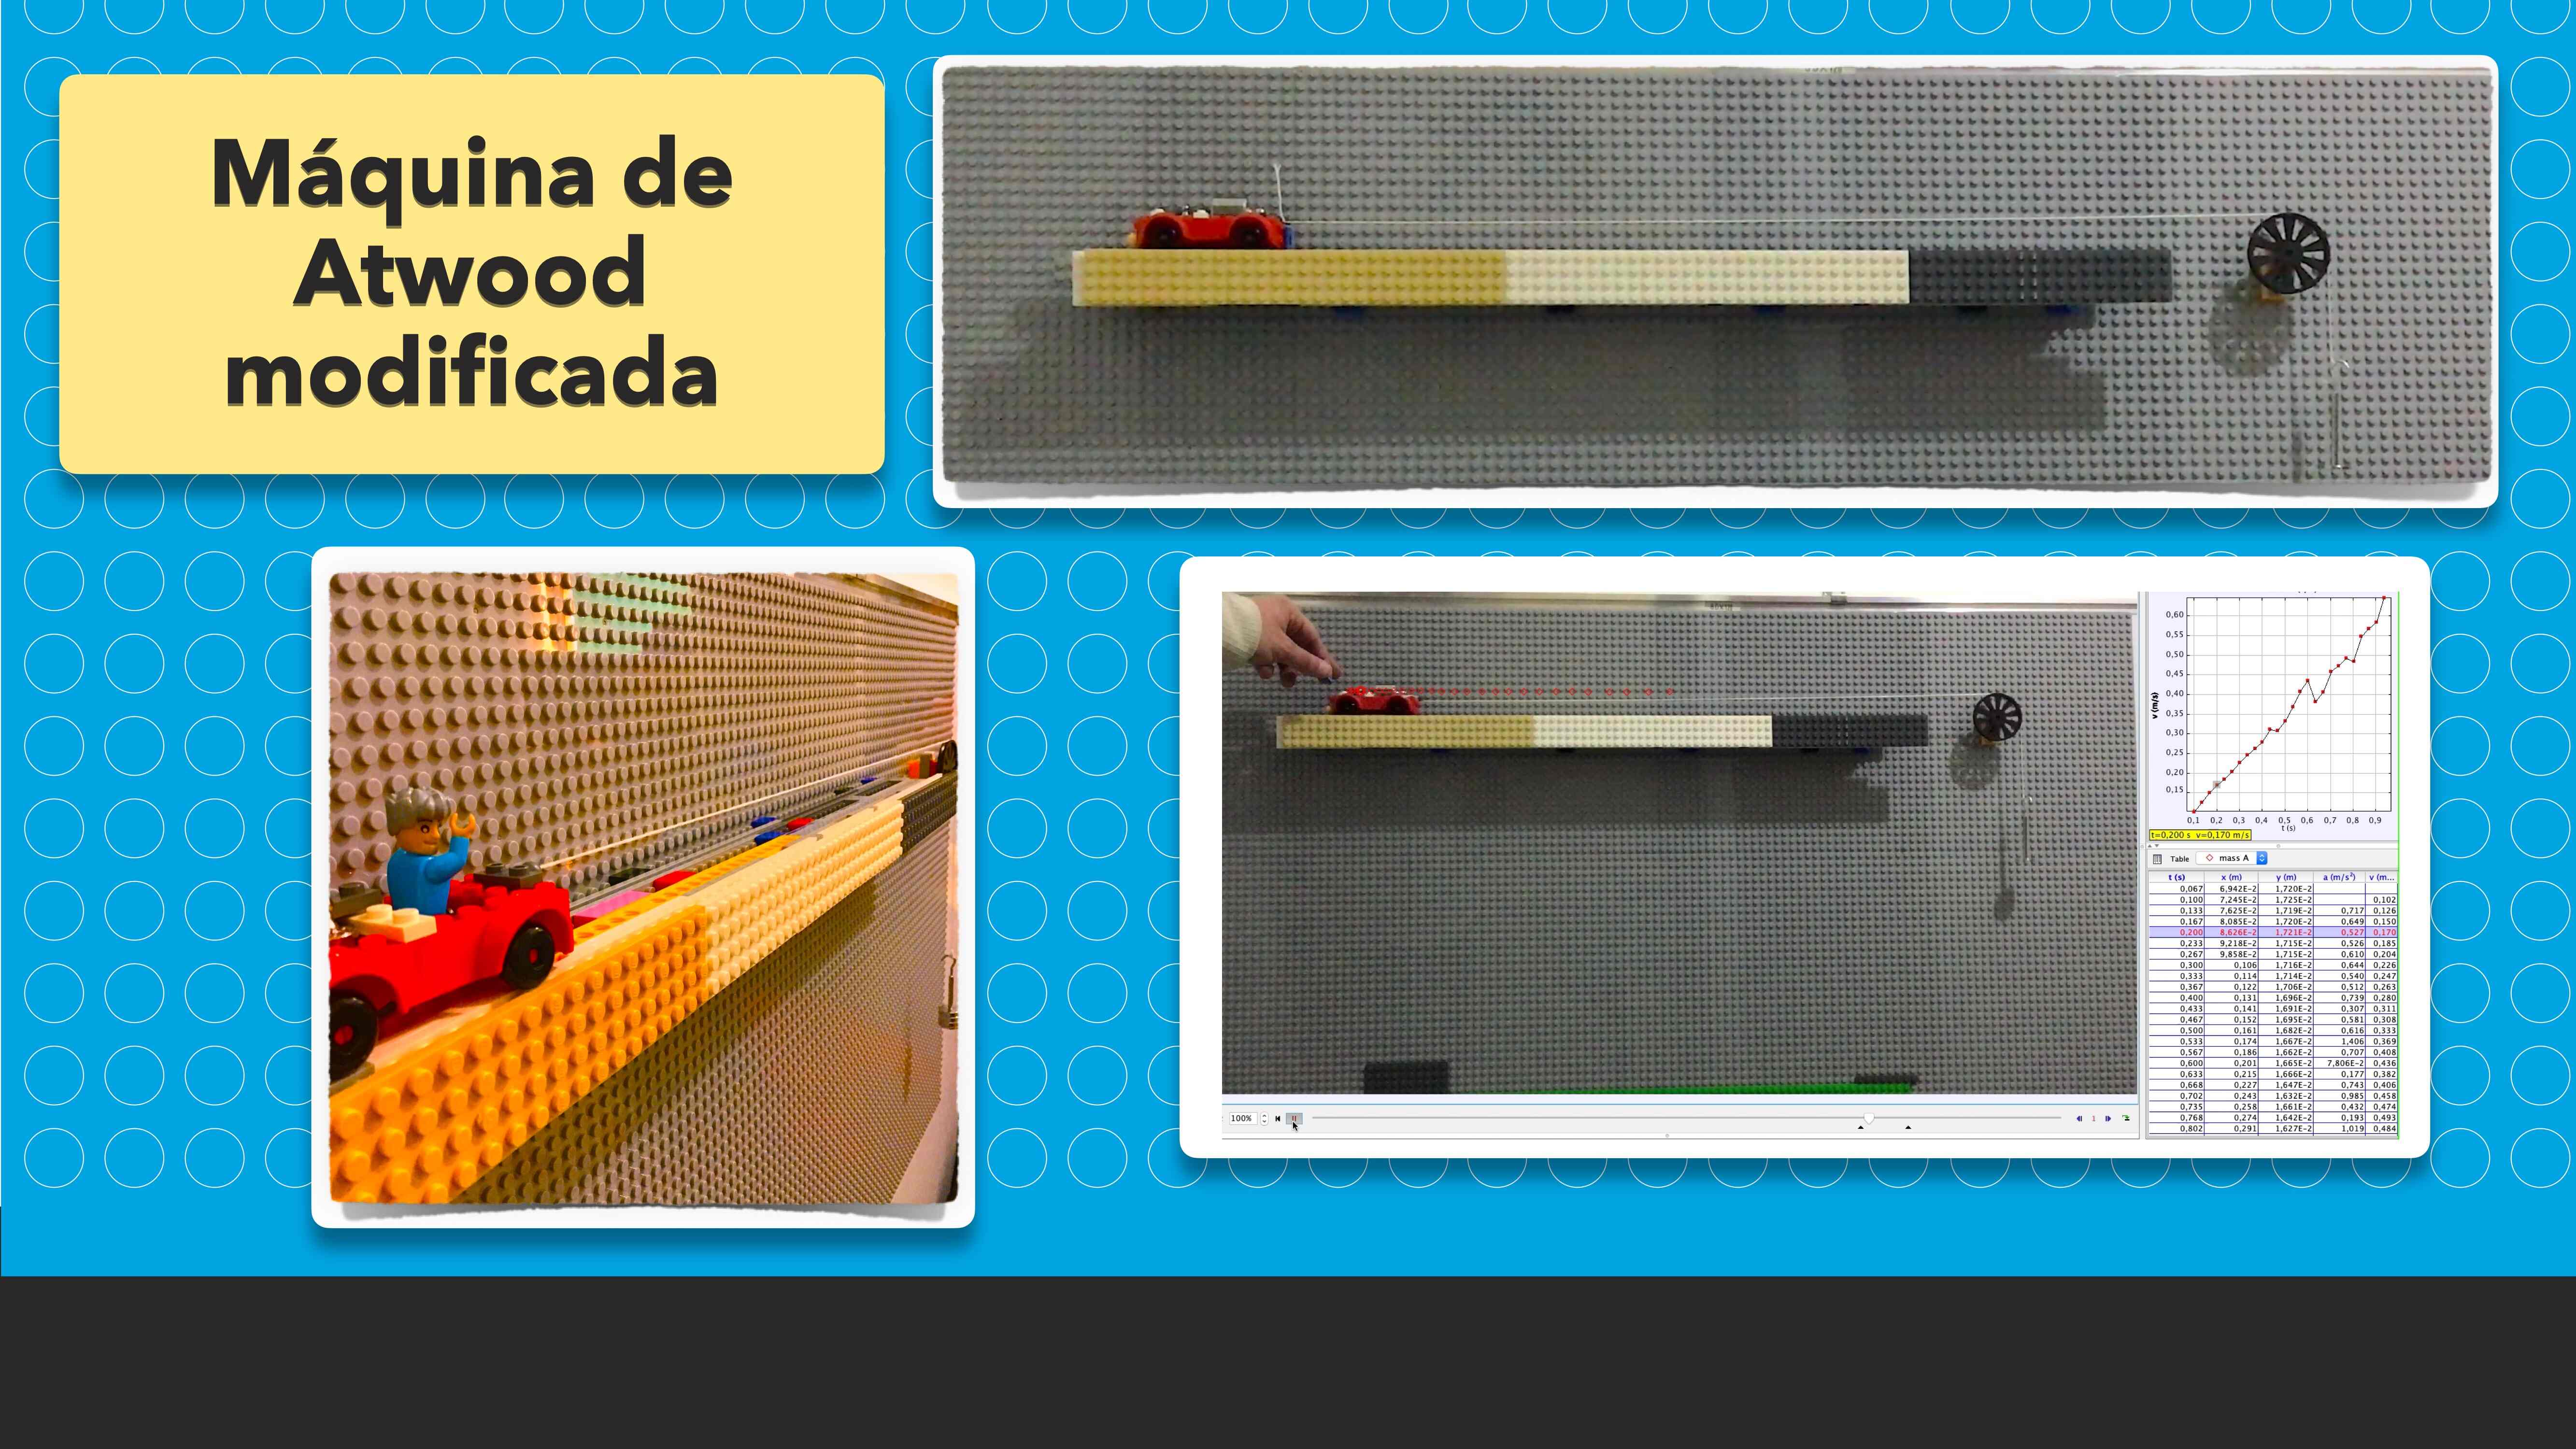 Máquina de
Atwood
modificada
0,60
0,55
0,50
0,45
0,40
0,35
0,30
0,25
0,20
0,15
v (m/s)
0,1 0,2 0,3 0,4 0,5 0,6 0,7 0,8 0,9
t (s)
t=0,200 s v=0,170 m/s
Table mass A
t (s) x (m) y (m) a (m/s²) v (m...
0,067 6,942E-2 1,720E-2
0,100 7,245E-2 1,725E-2 0,102
0,133 7,625E-2 1,719E-2 0,717 0,126
0,167 8,085E-2 1,720E-2 0,649 0,150
0,200 8,626E-2 1,721E-2 0,527 0,170
0,233 9,218E-2 1,715E-2 0,526 0,185
0,267 9,858E-2 1,715E-2 0,610 0,204
0,300 0,106 1,716E-2 0,644 0,226
0,333 0,114 1,714E-2 0,540 0,247
0,367 0,122 1,706E-2 0,512 0,263
0,400 0,131 1,696E-2 0,739 0,280
0,433 0,141 1,691E-2 0,307 0,311
0,467 0,152 1,695E-2 0,581 0,308
0,500 0,161 1,682E-2 0,616 0,333
0,533 0,174 1,667E-2 1,406 0,369
0,567 0,186 1,662E-2 0,707 0,408
0,600 0,201 1,665E-2 7,806E-2 0,436
0,633 0,215 1,666E-2 0,177 0,382
0,668 0,227 1,647E-2 0,743 0,406
0,702 0,243 1,632E-2 0,985 0,458
0,735 0,258 1,661E-2 0,432 0,474
0,768 0,274 1,642E-2 0,193 0,493
0,802 0,291 1,627E-2 1,019 0,484
100%
1